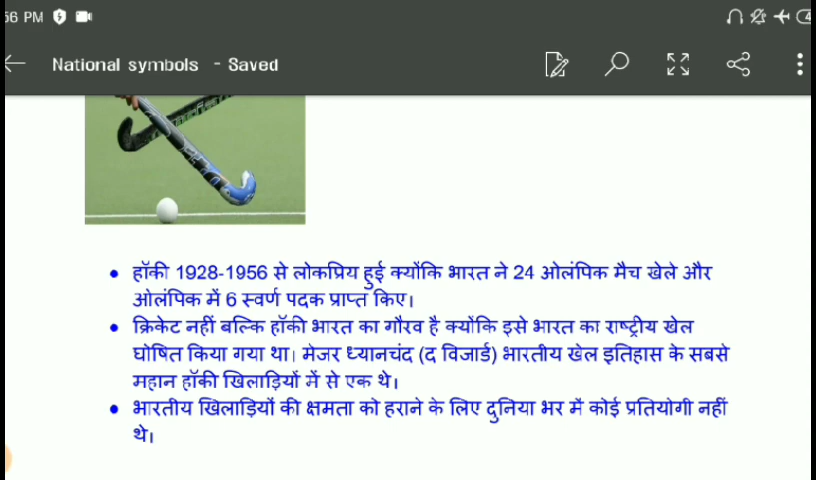 56 PM
National symbols - Saved
• हॉकी 1928-1956 से लोकप्रिय हुई क्योंकि भारत ने 24 ओलंपिक मैच खेले और
ओलंपिक में 6 स्वर्ण पदक प्राप्त किए।
• क्रिकेट नहीं बल्कि हॉकी भारत का गौरव है क्योंकि इसे भारत का राष्ट्रीय खेल
घोषित किया गया था। मेजर ध्यानचंद (द विजार्ड) भारतीय खेल इतिहास के सबसे
महान हॉकी खिलाड़ियों में से एक थे।
• भारतीय खिलाड़ियों की क्षमता को हराने के लिए दुनिया भर में कोई प्रतियोगी नहीं
थे।